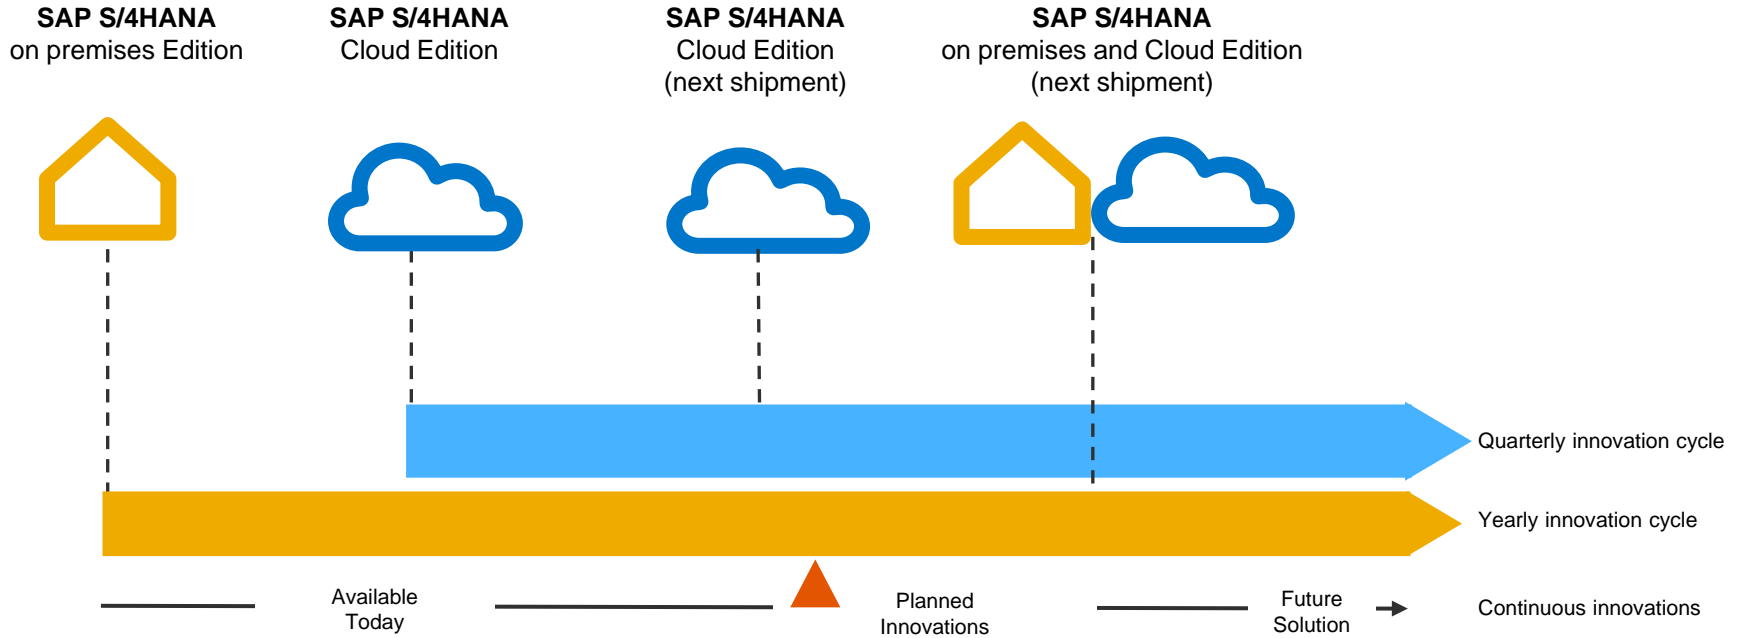 SAP S/4HANA
on premises Edition
SAP S/4HANA
Cloud Edition
SAP S/4HANA
Cloud Edition
(next shipment)
SAP S/4HANA
on premises and Cloud Edition
(next shipment)
Quarterly innovation cycle
Yearly innovation cycle
Available
Today
Planned
Innovations
Future
Solution
Continuous innovations